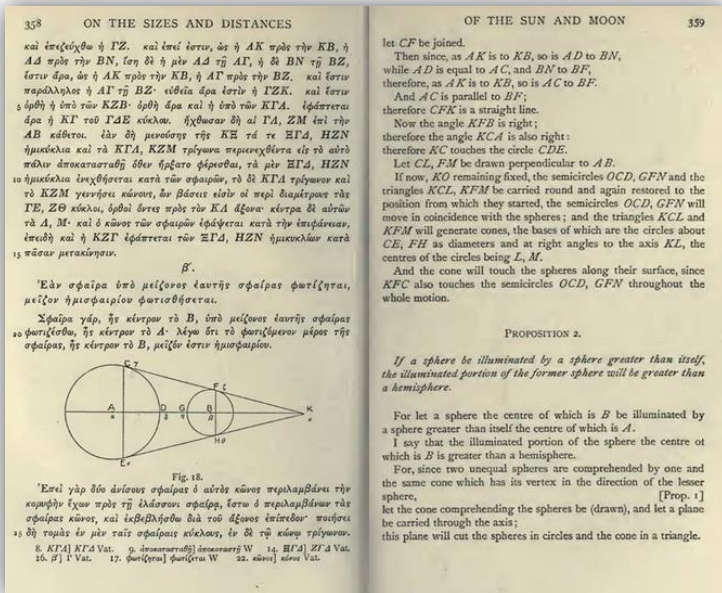 358 ON THE SIZES AND DISTANCES
καὶ ἐπεζεύχθω ἡ ΓΖ. καὶ ἐπεί ἐστιν, ὡς ἡ ΑΚ πρὸς τὴν ΚΒ, ἡ
ΑΔ πρὸς τὴν ΒΝ, ἴση δὲ ἡ μὲν ΑΔ τῇ ΑΓ, ἡ δὲ ΒΝ τῇ ΒΖ,
ἔστιν ἄρα, ὡς ἡ ΑΚ πρὸς τὴν ΚΒ, ἡ ΑΓ πρὸς τὴν ΒΖ. καὶ ἔστιν
παράλληλος ἡ ΑΓ τῇ ΒΖ· εὐθεῖα ἄρα ἐστὶν ἡ ΓΖΚ. καὶ ἔστιν
5 ὀρθὴ ἡ ὑπὸ τῶν ΚΖΒ· ὀρθὴ ἄρα καὶ ἡ ὑπὸ τῶν ΚΓΑ. ἐφάπτεται
ἄρα ἡ ΚΓ τοῦ ΓΔΕ κύκλου. ἤχθωσαν δὴ αἱ ΓΛ, ΖΜ ἐπὶ τὴν
ΑΒ κάθετοι. ἐὰν δὴ μενούσης τῆς ΚΞ τά τε ΞΓΔ, ΗΖΝ
ἡμικύκλια καὶ τὰ ΚΓΛ, ΚΖΜ τρίγωνα περιενεχθέντα εἰς τὸ αὐτὸ
πάλιν ἀποκατασταθῇ ὅθεν ἤρξατο φέρεσθαι, τὰ μὲν ΞΓΔ, ΗΖΝ
10 ἡμικύκλια ἐνεχθήσεται κατὰ τῶν σφαιρῶν, τὸ δὲ ΚΓΛ τρίγωνον καὶ
τὸ ΚΖΜ γεννήσει κώνους, ὧν βάσεις εἰσὶν οἱ περὶ διαμέτρους τὰς
ΓΕ, ΖΘ κύκλοι, ὀρθοὶ ὄντες πρὸς τὸν ΚΛ ἄξονα· κέντρα δὲ αὐτῶν
τὰ Λ, Μ· καὶ ὁ κῶνος τῶν σφαιρῶν ἐφάψεται κατὰ τὴν ἐπιφάνειαν,
ἐπειδὴ καὶ ἡ ΚΖΓ ἐφάπτεται τῶν ΞΓΔ, ΗΖΝ ἡμικυκλίων κατὰ
15 πᾶσαν μετακίνησιν.
β΄.
Ἐὰν σφαῖρα ὑπὸ μείζονος ἑαυτῆς σφαίρας φωτίζηται,
μεῖζον ἡμισφαιρίου φωτισθήσεται.
Σφαῖρα γάρ, ἧς κέντρον τὸ Β, ὑπὸ μείζονος ἑαυτῆς σφαίρας
20 φωτιζέσθω, ἧς κέντρον τὸ Α· λέγω ὅτι τὸ φωτιζόμενον μέρος τῆς
σφαίρας, ἧς κέντρον τὸ Β, μεῖζόν ἐστιν ἡμισφαιρίου.
C γ
F ζ
A D G B K
α δ η β κ
H θ
E ε
Fig. 18.
Ἐπεὶ γὰρ δύο ἀνίσους σφαίρας ὁ αὐτὸς κῶνος περιλαμβάνει τὴν
κορυφὴν ἔχων πρὸς τῇ ἐλάσσονι σφαίρᾳ, ἔστω ὁ περιλαμβάνων τὰς
σφαίρας κῶνος, καὶ ἐκβεβλήσθω διὰ τοῦ ἄξονος ἐπίπεδον· ποιήσει
25 δὴ τομὰς ἐν μὲν ταῖς σφαίραις κύκλους, ἐν δὲ τῷ κώνῳ τρίγωνον.
8. ΚΓΛ] ΚΓΔ Vat. 9. ἀποκατασταθῇ] ἀποκαταστῇ W 14. ΞΓΔ] ΖΓΔ Vat.
16. β΄] Γ Vat. 17. φωτίζηται] φωτίζεται W 22. κῶνος] κόνος Vat.
OF THE SUN AND MOON 359
let CF be joined.
Then since, as AK is to KB, so is AD to BN,
while AD is equal to AC, and BN to BF,
therefore, as AK is to KB, so is AC to BF.
And AC is parallel to BF;
therefore CFK is a straight line.
Now the angle KFB is right;
therefore the angle KCA is also right:
therefore KC touches the circle CDE.
Let CL, FM be drawn perpendicular to AB.
If now, KO remaining fixed, the semicircles OCD, GFN and the
triangles KCL, KFM be carried round and again restored to the
position from which they started, the semicircles OCD, GFN will
move in coincidence with the spheres; and the triangles KCL and
KFM will generate cones, the bases of which are the circles about
CE, FH as diameters and at right angles to the axis KL, the
centres of the circles being L, M.
And the cone will touch the spheres along their surface, since
KFC also touches the semicircles OCD, GFN throughout the
whole motion.
PROPOSITION 2.
If a sphere be illuminated by a sphere greater than itself,
the illuminated portion of the former sphere will be greater than
a hemisphere.
For let a sphere the centre of which is B be illuminated by
a sphere greater than itself the centre of which is A.
I say that the illuminated portion of the sphere the centre of
which is B is greater than a hemisphere.
For, since two unequal spheres are comprehended by one and
the same cone which has its vertex in the direction of the lesser
sphere, [Prop. 1]
let the cone comprehending the spheres be (drawn), and let a plane
be carried through the axis;
this plane will cut the spheres in circles and the cone in a triangle.